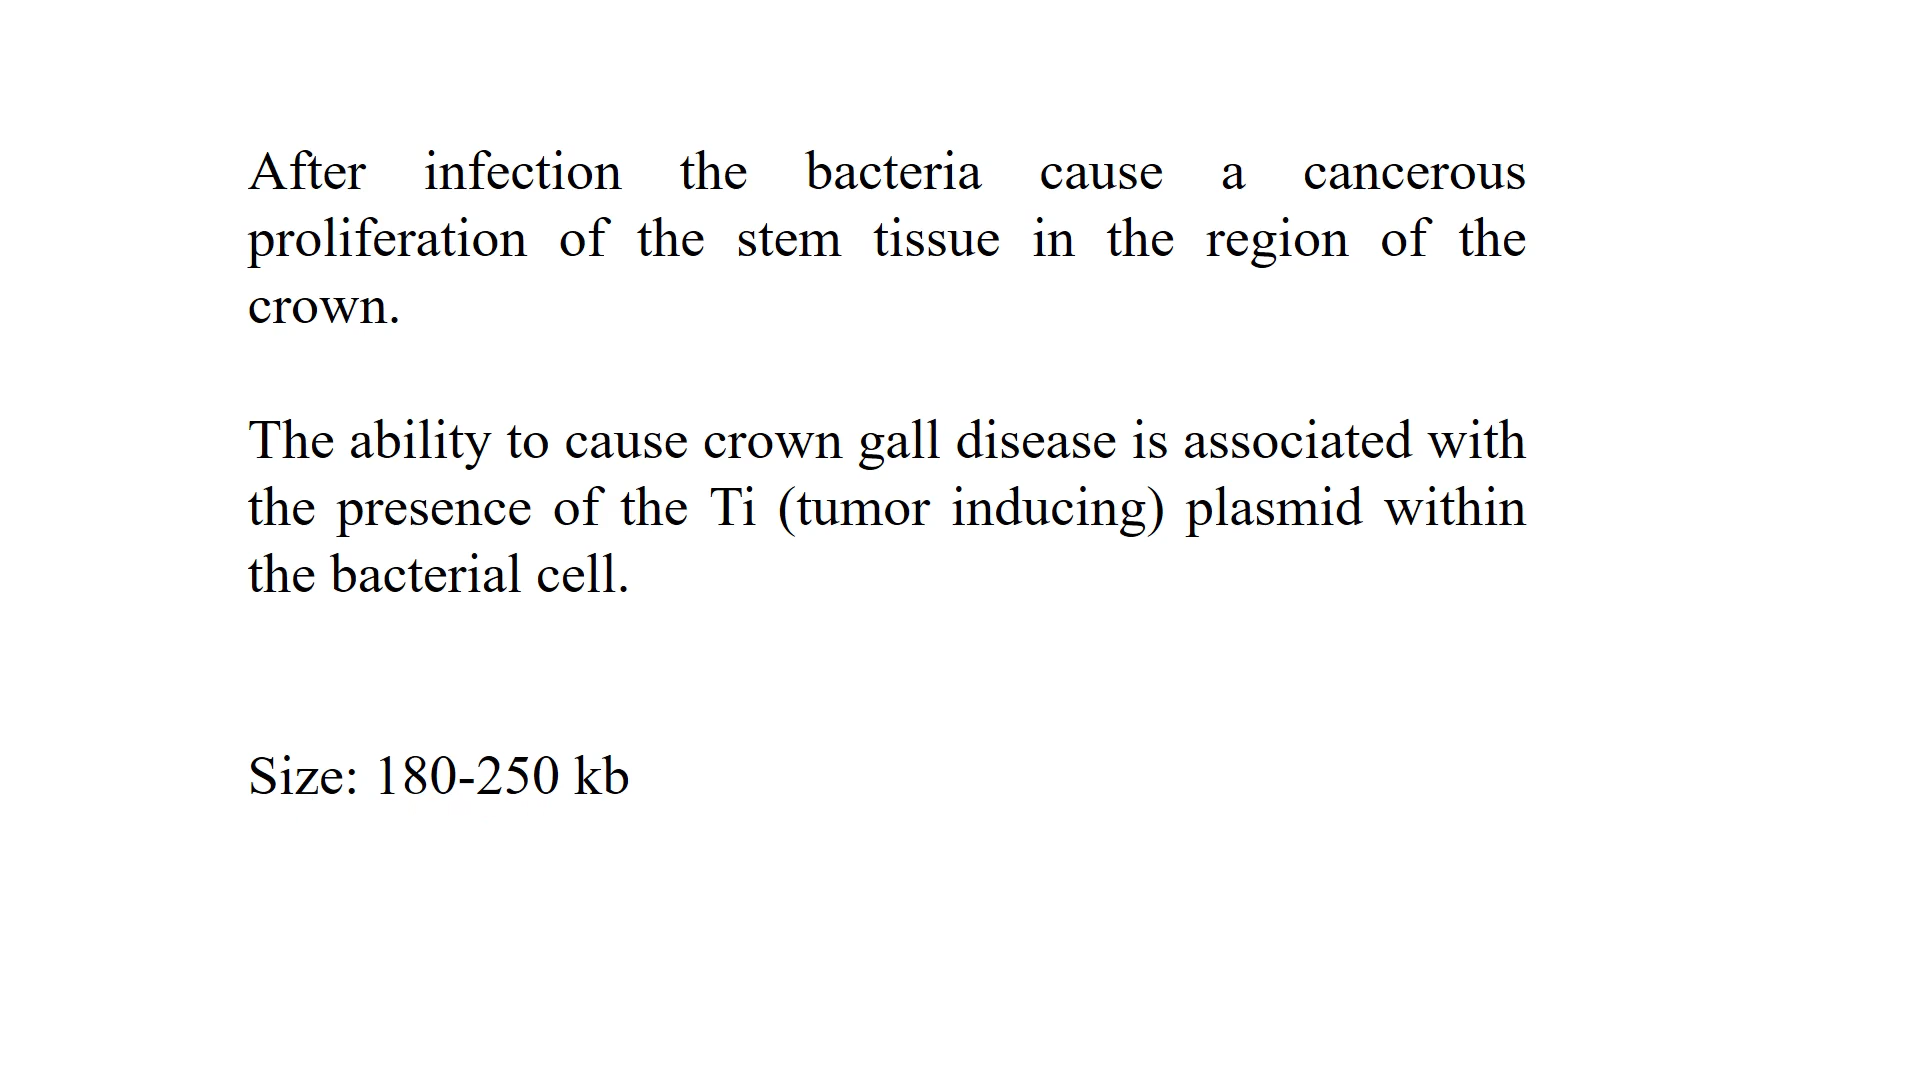 After infection the bacteria cause a cancerous
proliferation of the stem tissue in the region of the
crown.
The ability to cause crown gall disease is associated with
the presence of the Ti (tumor inducing) plasmid within
the bacterial cell.
Size: 180-250 kb